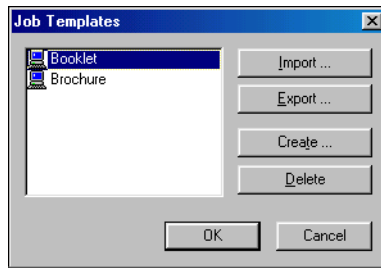 Job Templates
Booklet
Brochure
Import ...
Export ...
Create ...
Delete
OK
Cancel